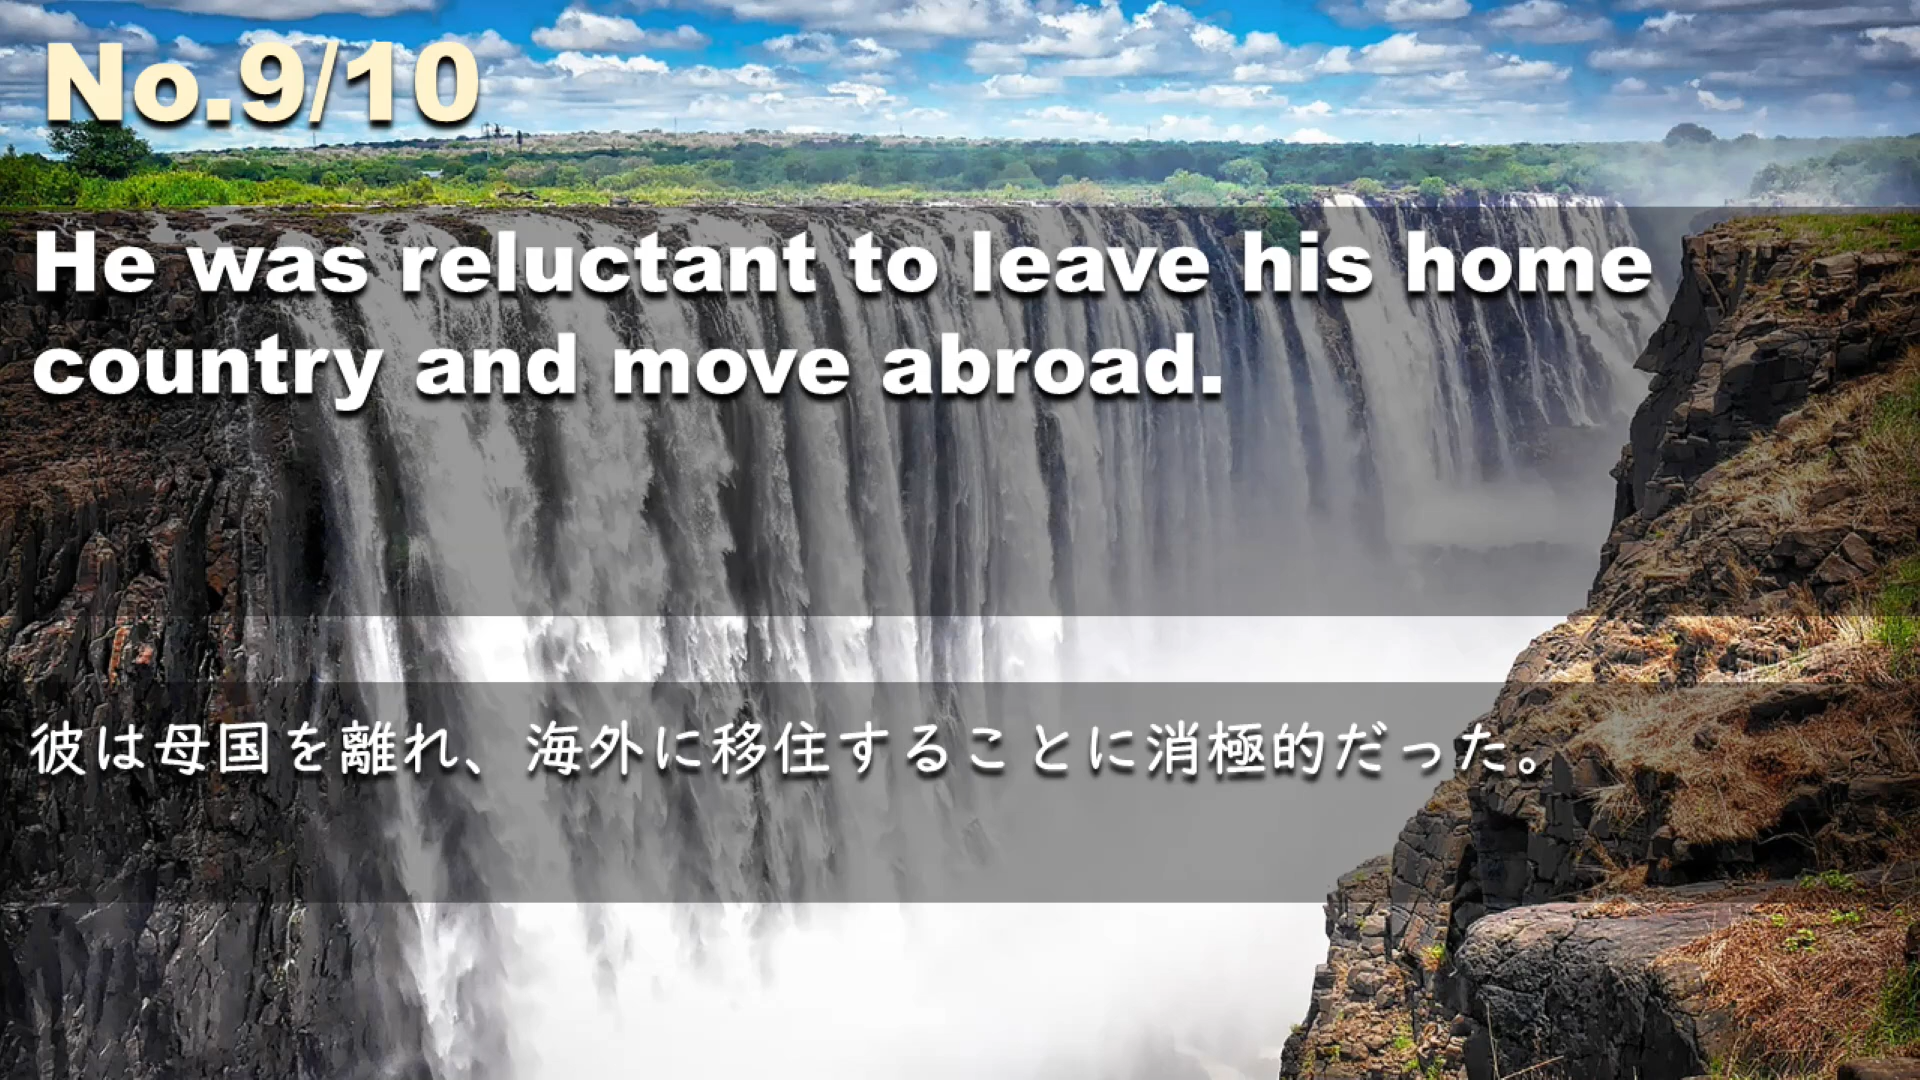 No.9/10
He was reluctant to leave his home
country and move abroad.
彼は母国を離れ、海外に移住することに消極的だった。